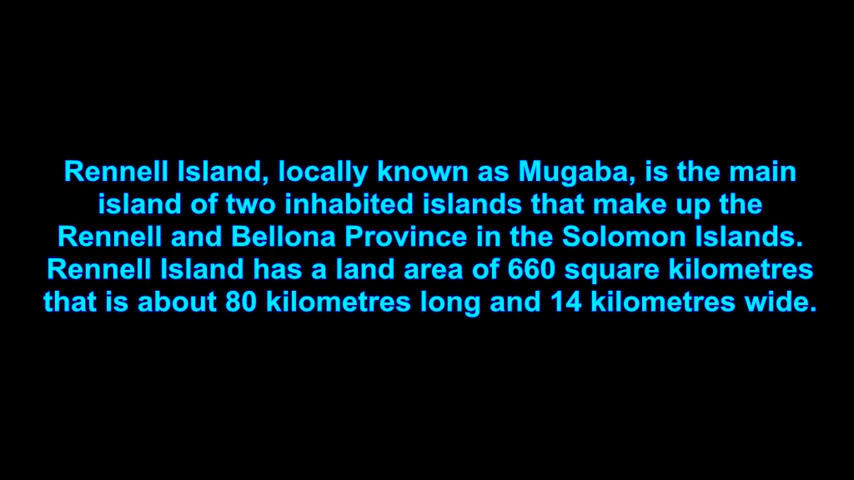 Rennell Island, locally known as Mugaba, is the main
island of two inhabited islands that make up the
Rennell and Bellona Province in the Solomon Islands.
Rennell Island has a land area of 660 square kilometres
that is about 80 kilometres long and 14 kilometres wide.